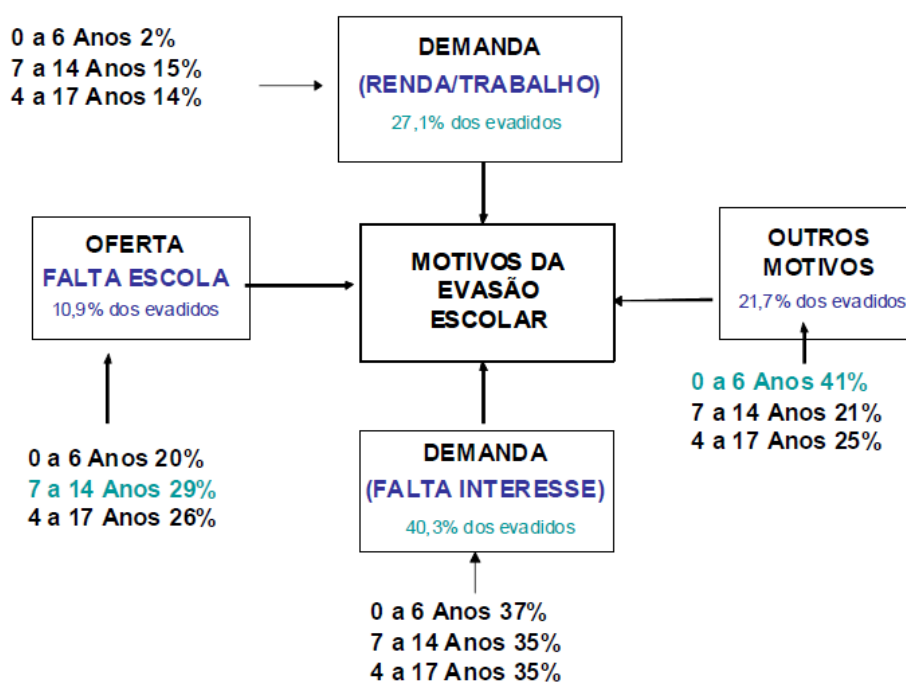 0 a 6 Anos 2%
7 a 14 Anos 15%
4 a 17 Anos 14%
DEMANDA
(RENDA/TRABALHO)
27,1% dos evadidos
OFERTA
FALTA ESCOLA
10,9% dos evadidos
MOTIVOS DA
EVASÃO
ESCOLAR
OUTROS
MOTIVOS
21,7% dos evadidos
0 a 6 Anos 41%
7 a 14 Anos 21%
4 a 17 Anos 25%
0 a 6 Anos 20%
7 a 14 Anos 29%
4 a 17 Anos 26%
DEMANDA
(FALTA INTERESSE)
40,3% dos evadidos
0 a 6 Anos 37%
7 a 14 Anos 35%
4 a 17 Anos 35%